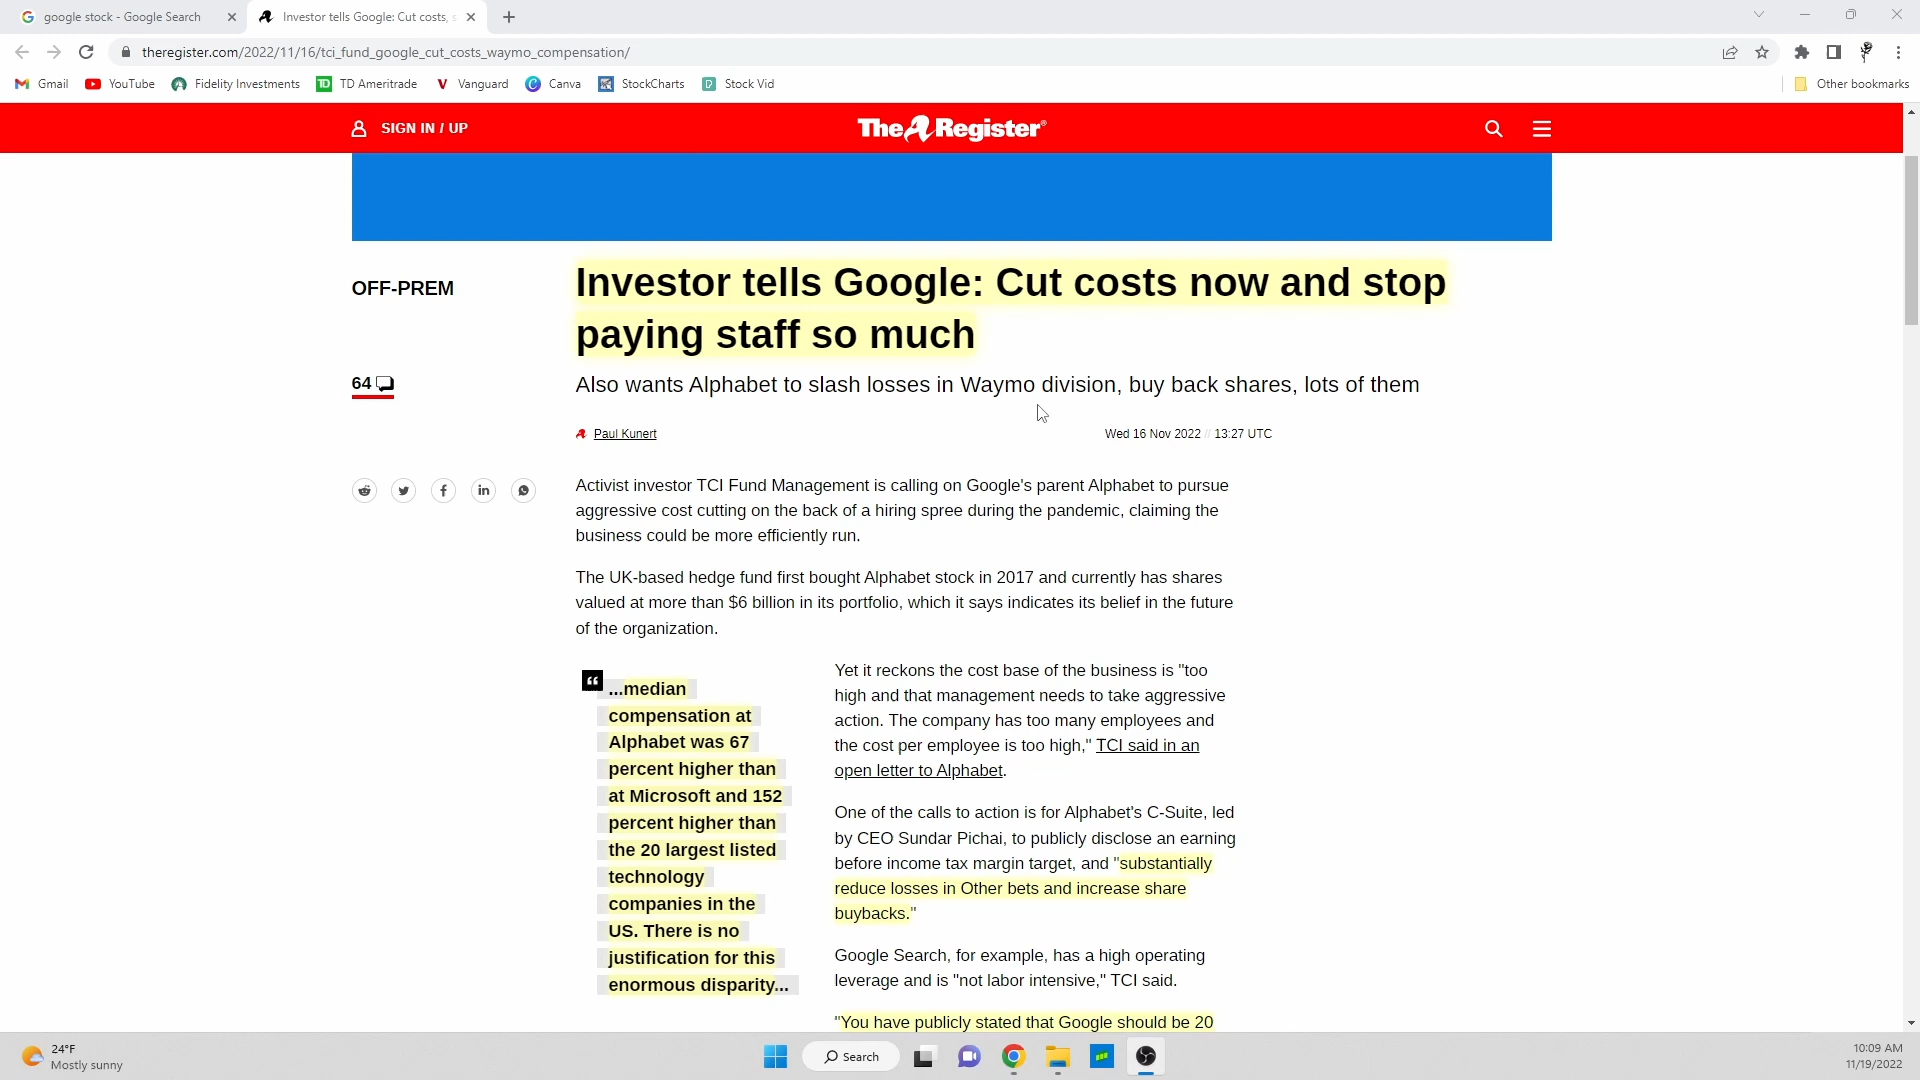 google stock - Google Search
Investor tells Google: Cut costs, s
theregister.com/2022/11/16/tci_fund_google_cut_costs_waymo_compensation/
Gmail YouTube Fidelity Investments TD Ameritrade Vanguard Canva StockCharts Stock Vid Other bookmarks
SIGN IN / UP
The Register
OFF-PREM
Investor tells Google: Cut costs now and stop
paying staff so much
64
Also wants Alphabet to slash losses in Waymo division, buy back shares, lots of them
Paul Kunert
Wed 16 Nov 2022 // 13:27 UTC
Activist investor TCI Fund Management is calling on Google's parent Alphabet to pursue
aggressive cost cutting on the back of a hiring spree during the pandemic, claiming the
business could be more efficiently run.
The UK-based hedge fund first bought Alphabet stock in 2017 and currently has shares
valued at more than $6 billion in its portfolio, which it says indicates its belief in the future
of the organization.
...median
compensation at
Alphabet was 67
percent higher than
at Microsoft and 152
percent higher than
the 20 largest listed
technology
companies in the
US. There is no
justification for this
enormous disparity...
Yet it reckons the cost base of the business is "too
high and that management needs to take aggressive
action. The company has too many employees and
the cost per employee is too high," TCI said in an
open letter to Alphabet.
One of the calls to action is for Alphabet's C-Suite, led
by CEO Sundar Pichai, to publicly disclose an earning
before income tax margin target, and "substantially
reduce losses in Other bets and increase share
buybacks."
Google Search, for example, has a high operating
leverage and is "not labor intensive," TCI said.
"You have publicly stated that Google should be 20
24°F
Mostly sunny
Search
10:09 AM
11/19/2022